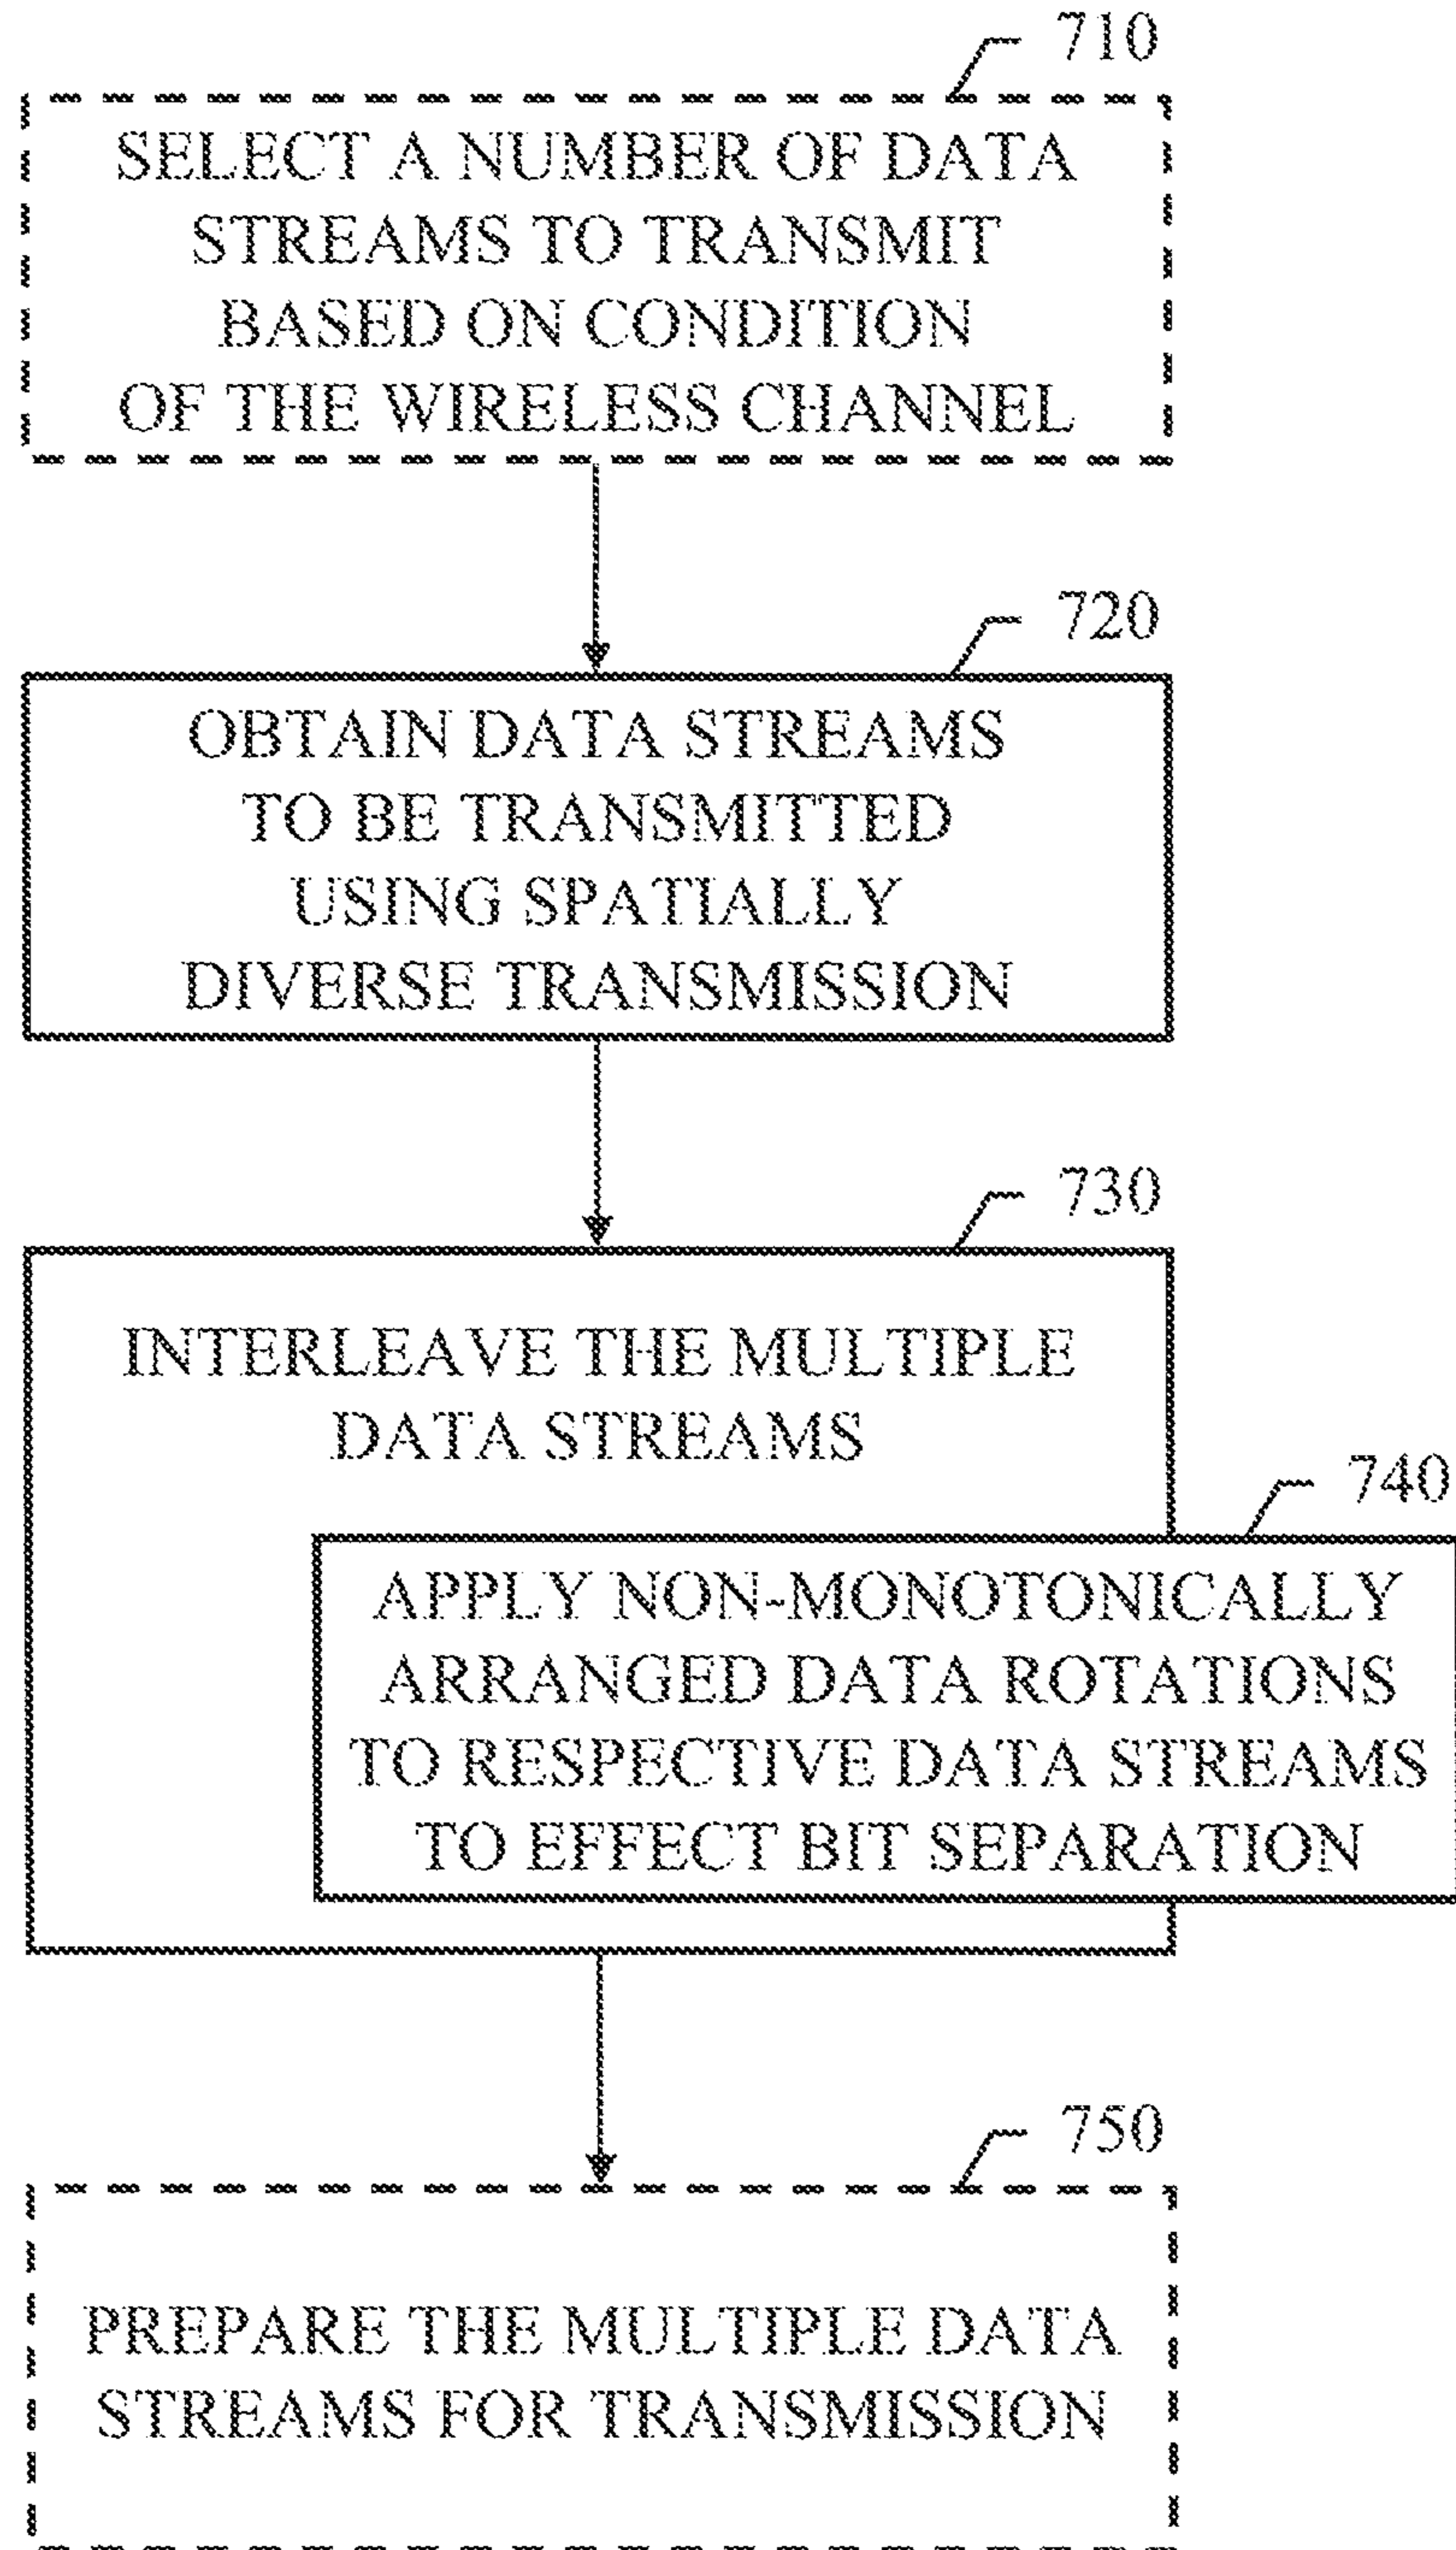 710
SELECT A NUMBER OF DATA
STREAMS TO TRANSMIT
BASED ON CONDITION
OF THE WIRELESS CHANNEL
720
OBTAIN DATA STREAMS
TO BE TRANSMITTED
USING SPATIALLY
DIVERSE TRANSMISSION
730
INTERLEAVE THE MULTIPLE
DATA STREAMS
740
APPLY NON-MONOTONICALLY
ARRANGED DATA ROTATIONS
TO RESPECTIVE DATA STREAMS
TO EFFECT BIT SEPARATION
750
PREPARE THE MULTIPLE DATA
STREAMS FOR TRANSMISSION